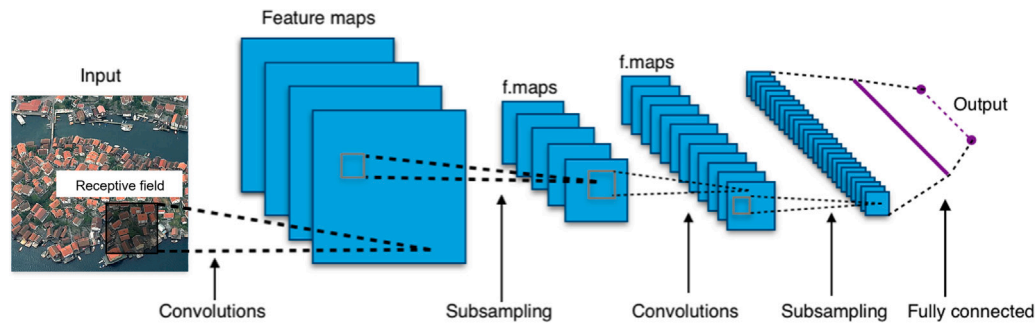 Feature maps
Input
f.maps
f.maps
Output
Receptive field
Convolutions
Subsampling
Convolutions
Subsampling
Fully connected